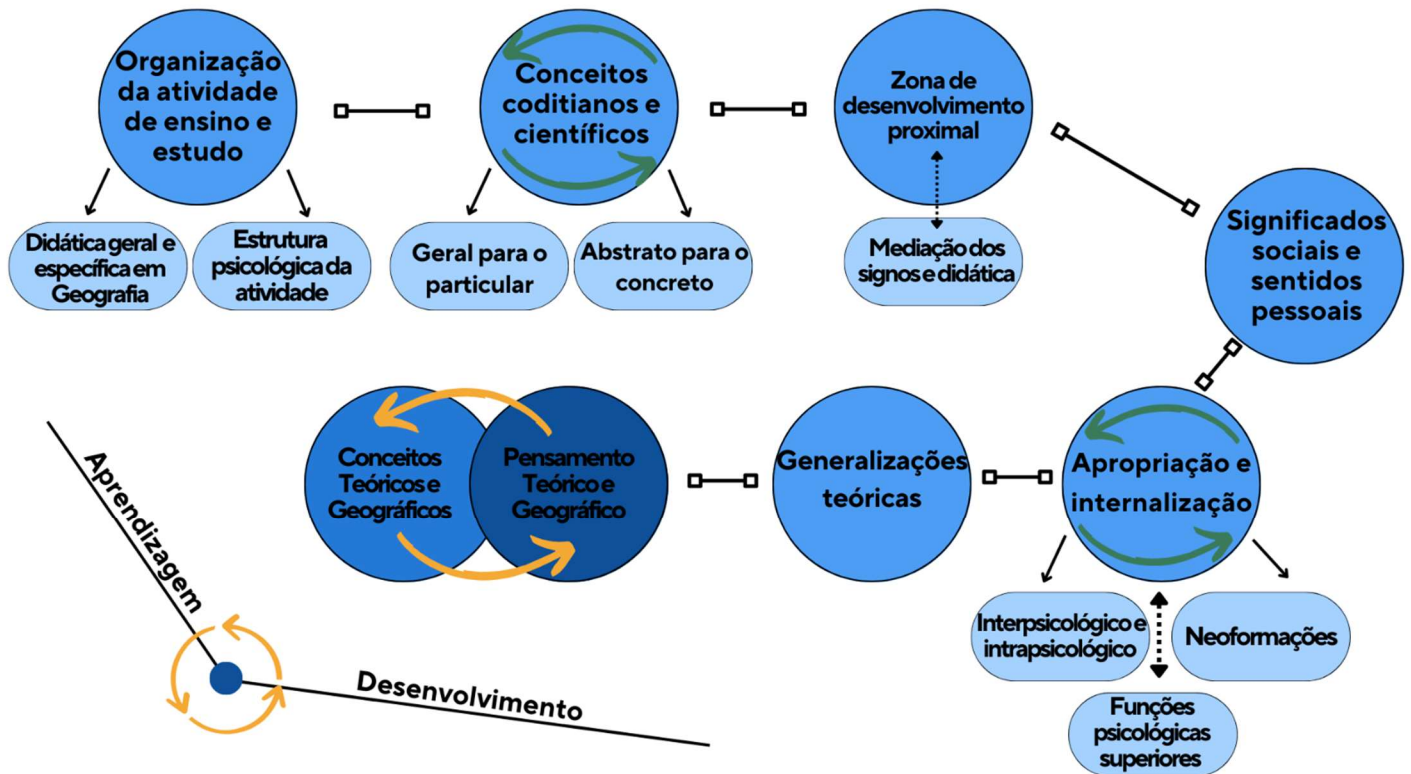 Organização
da atividade
de ensino e
estudo
Didática geral e
específica em
Geografia
Estrutura
psicológica da
atividade
Conceitos
coditianos e
científicos
Geral para o
particular
Abstrato para o
concreto
Zona de
desenvolvimento
proximal
Mediação dos
signos e didática
Significados
sociais e
sentidos
pessoais
Apropriação e
internalização
Interpsicológico e
intrapsicológico
Neoformações
Funções
psicológicas
superiores
Generalizações
teóricas
Pensamento
Teórico e
Geográfico
Conceitos
Teóricos e
Geográficos
Aprendizagem
Desenvolvimento